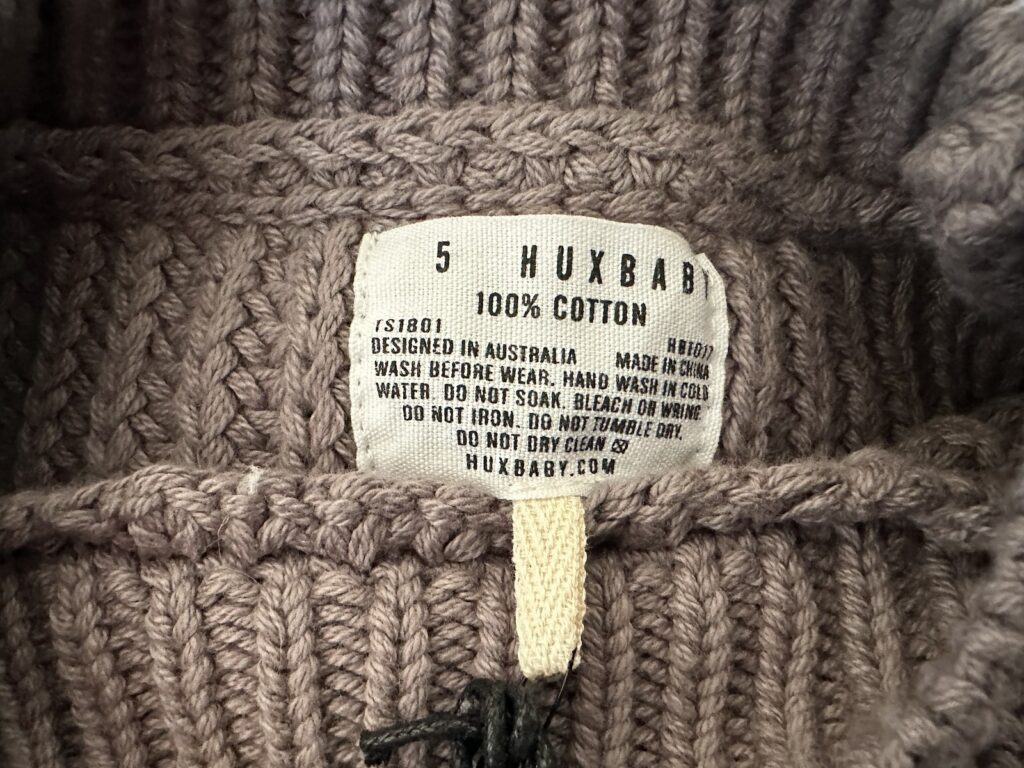 5 HUXBABY
100% COTTON
TS1801
DESIGNED IN AUSTRALIA MADE IN CHINA
WASH BEFORE WEAR. HAND WASH IN COLD
WATER. DO NOT SOAK, BLEACH OR WRING.
DO NOT IRON. DO NOT TUMBLE DRY.
DO NOT DRY CLEAN
HUXBABY.COM